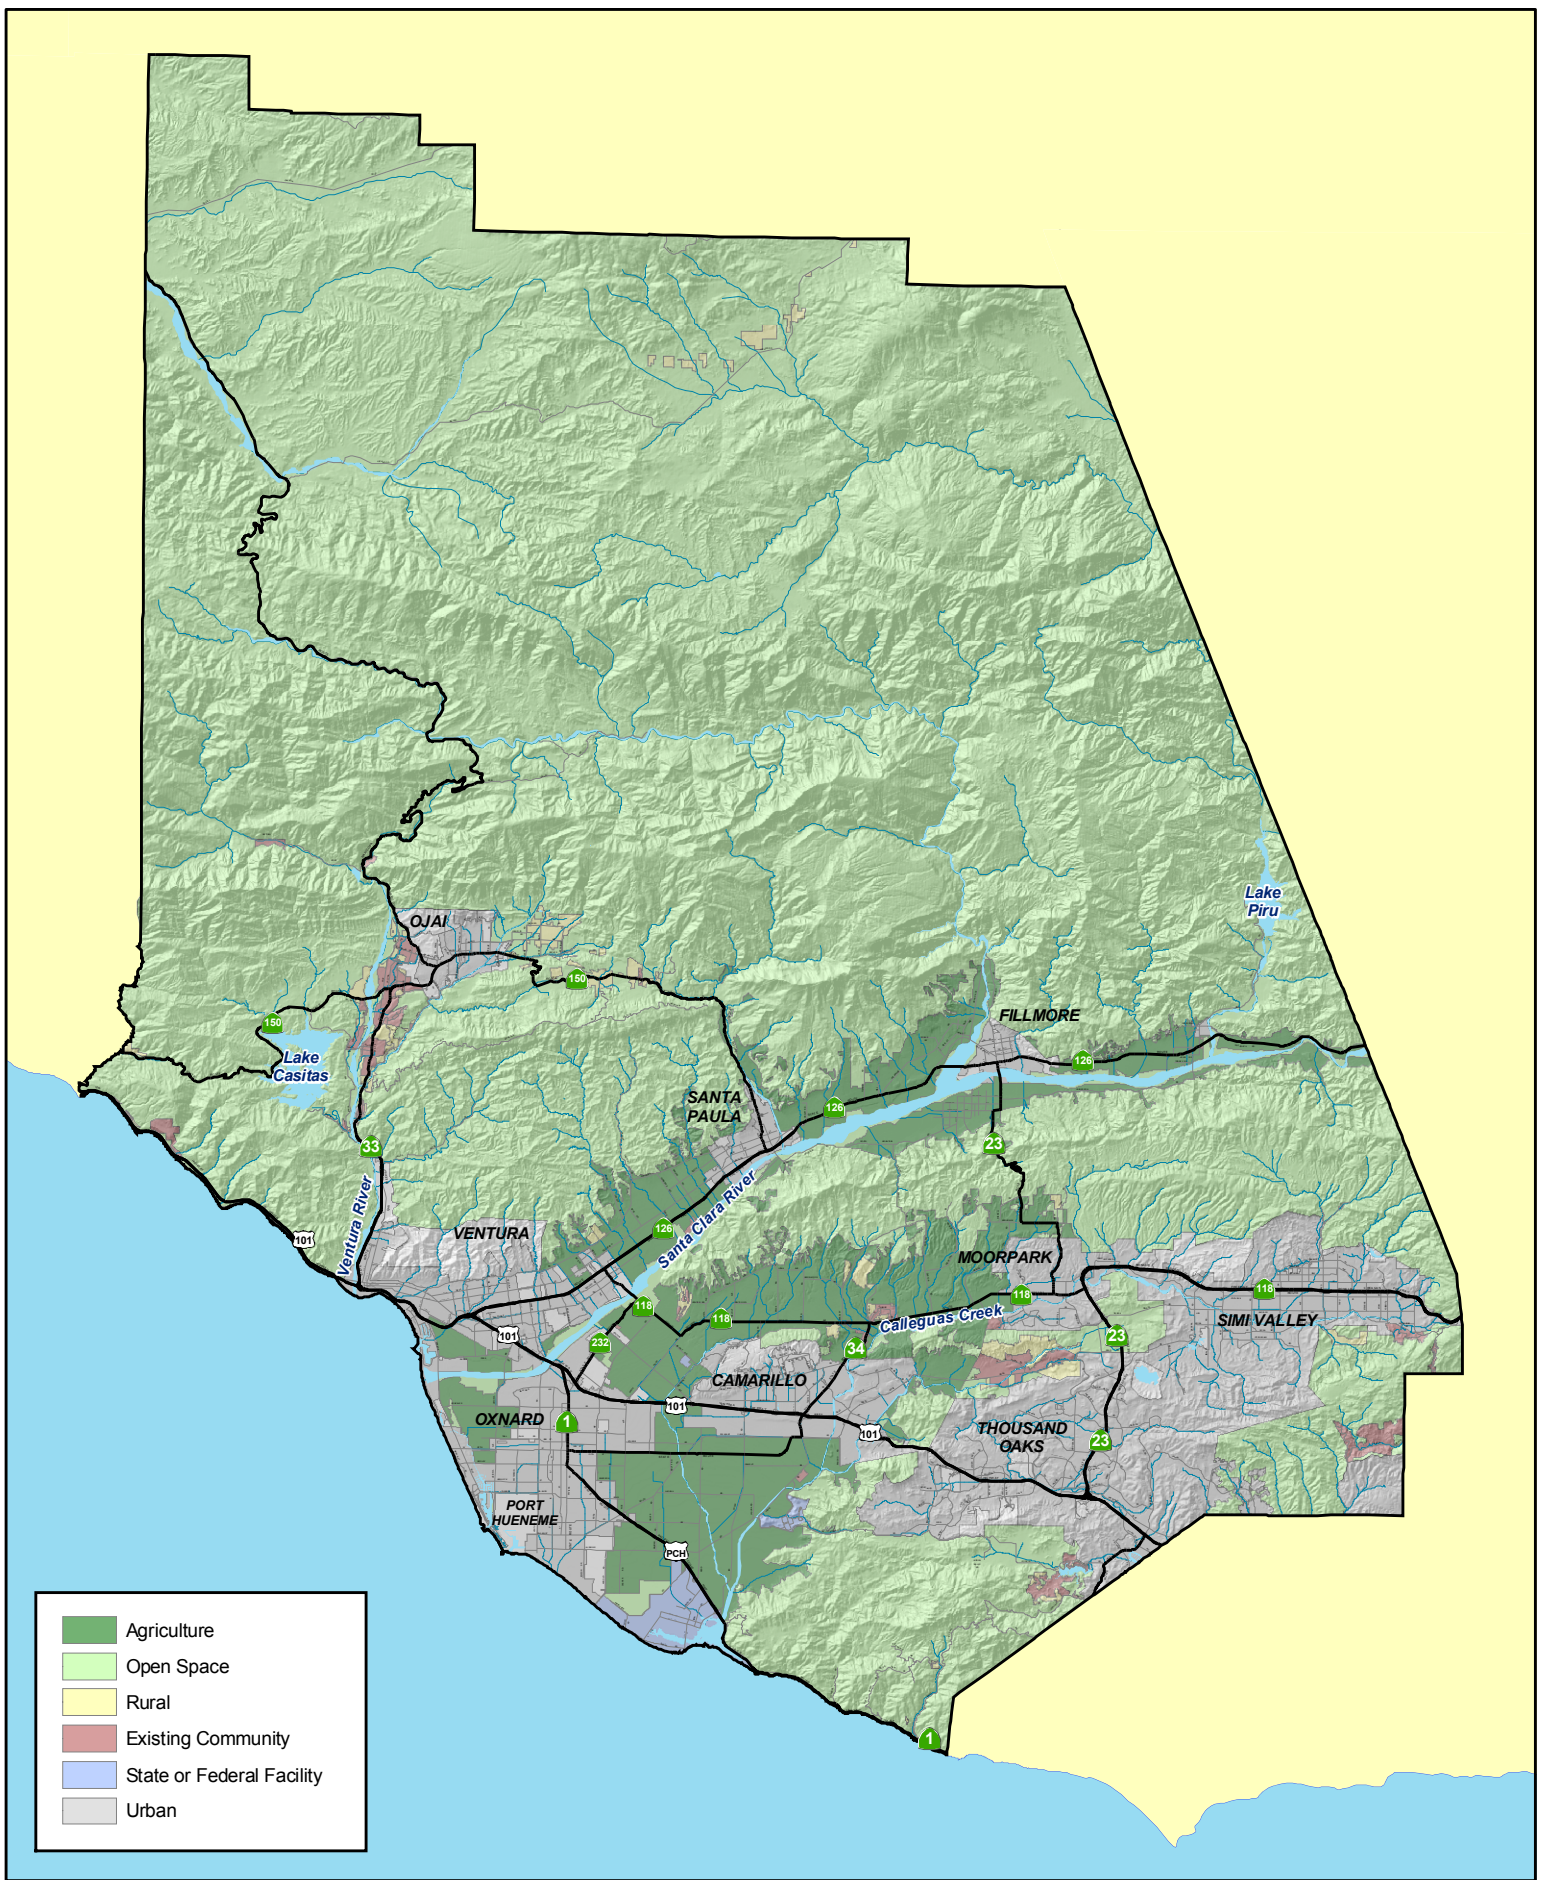 OJAI
150
150
Lake
Casitas
Lake
Piru
FILLMORE
126
SANTA
PAULA
126
23
33
Ventura River
101
VENTURA
126
Santa Clara River
MOORPARK
118
118
118
118
Calleguas Creek
SIMI VALLEY
101
232
34
23
CAMARILLO
101
OXNARD
1
101
THOUSAND
OAKS
23
PORT
HUENEME
PCH
1
Agriculture
Open Space
Rural
Existing Community
State or Federal Facility
Urban